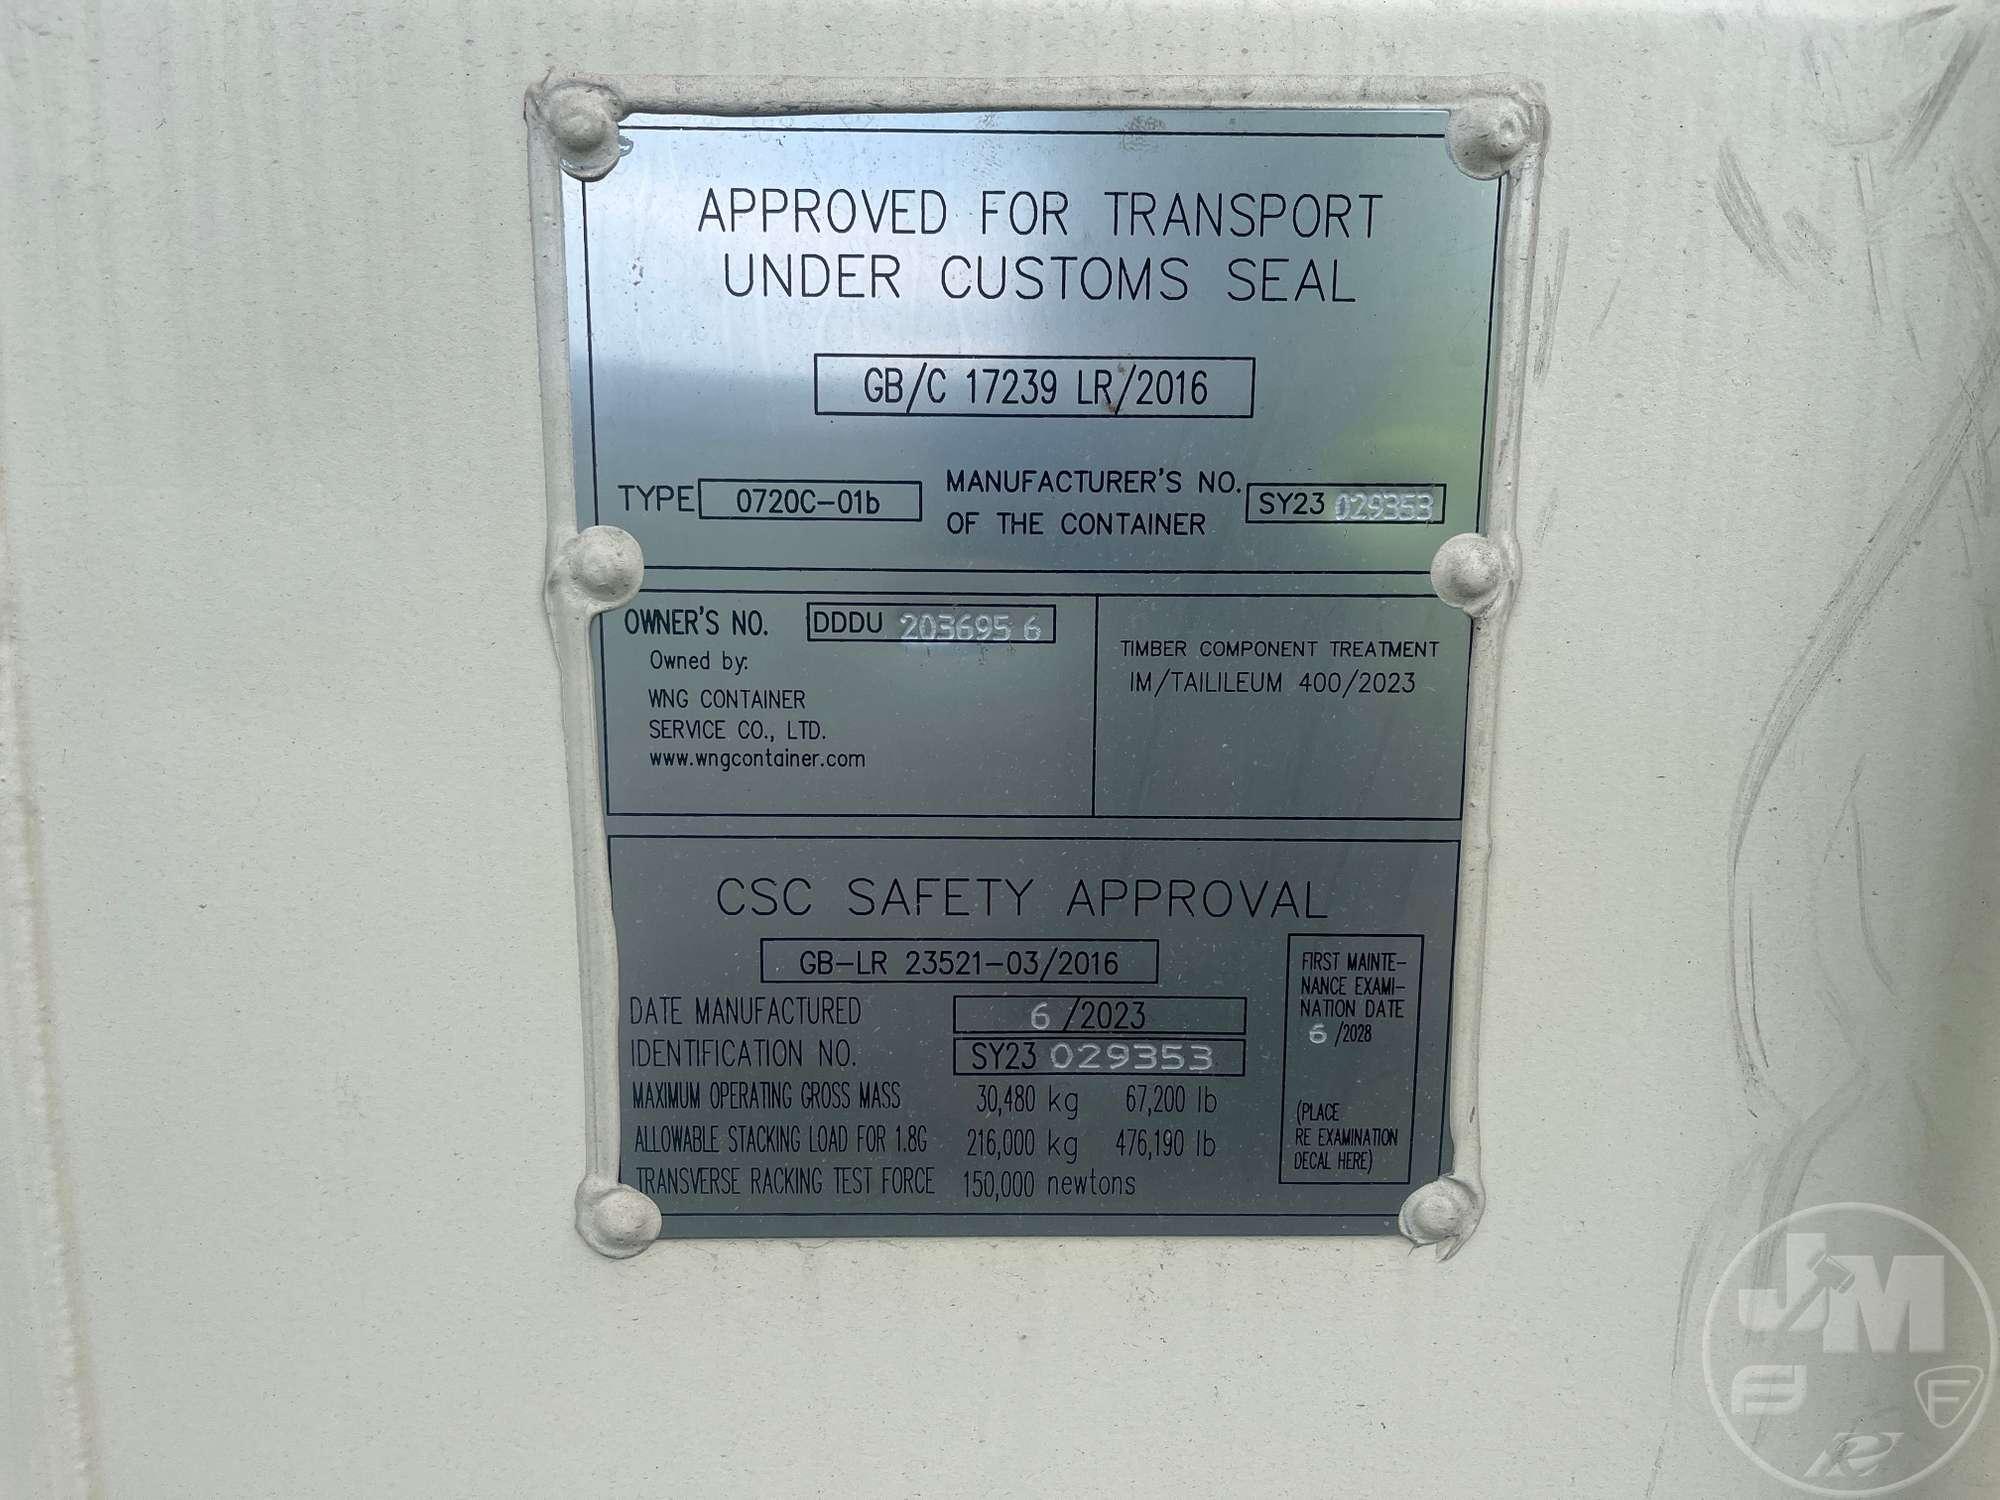 APPROVED FOR TRANSPORT
UNDER CUSTOMS SEAL
GB/C 17239 LR/2016
TYPE 0720C-01b
MANUFACTURER'S NO.
OF THE CONTAINER
SY23 029353
OWNER'S NO. DDDU 203695 6
Owned by:
WNG CONTAINER
SERVICE CO., LTD.
www.wngcontainer.com
TIMBER COMPONENT TREATMENT
IM/TAILILEUM 400/2023
CSC SAFETY APPROVAL
GB-LR 23521-03/2016
DATE MANUFACTURED 6 /2023
IDENTIFICATION NO. SY23 029353
MAXIMUM OPERATING GROSS MASS 30,480 kg 67,200 lb
ALLOWABLE STACKING LOAD FOR 1.8G 216,000 kg 476,190 lb
TRANSVERSE RACKING TEST FORCE 150,000 newtons
FIRST MAINTE-
NANCE EXAMI-
NATION DATE
6 /2028
(PLACE
RE EXAMINATION
DECAL HERE)
JM
F